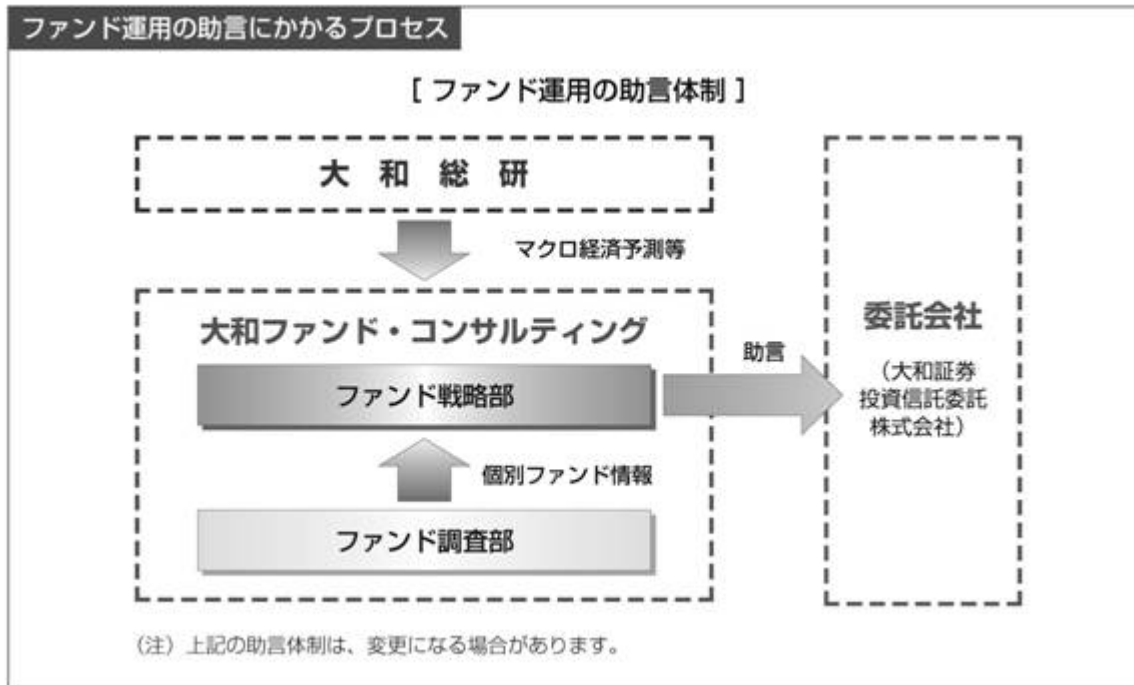 ファンド運用の助言にかかるプロセス
[ ファンド運用の助言体制 ]
大 和 総 研
マクロ経済予測等
大和ファンド・コンサルティング
ファンド戦略部
個別ファンド情報
ファンド調査部
助言
委託会社
（大和証券
投資信託委託
株式会社）
（注）上記の助言体制は、変更になる場合があります。